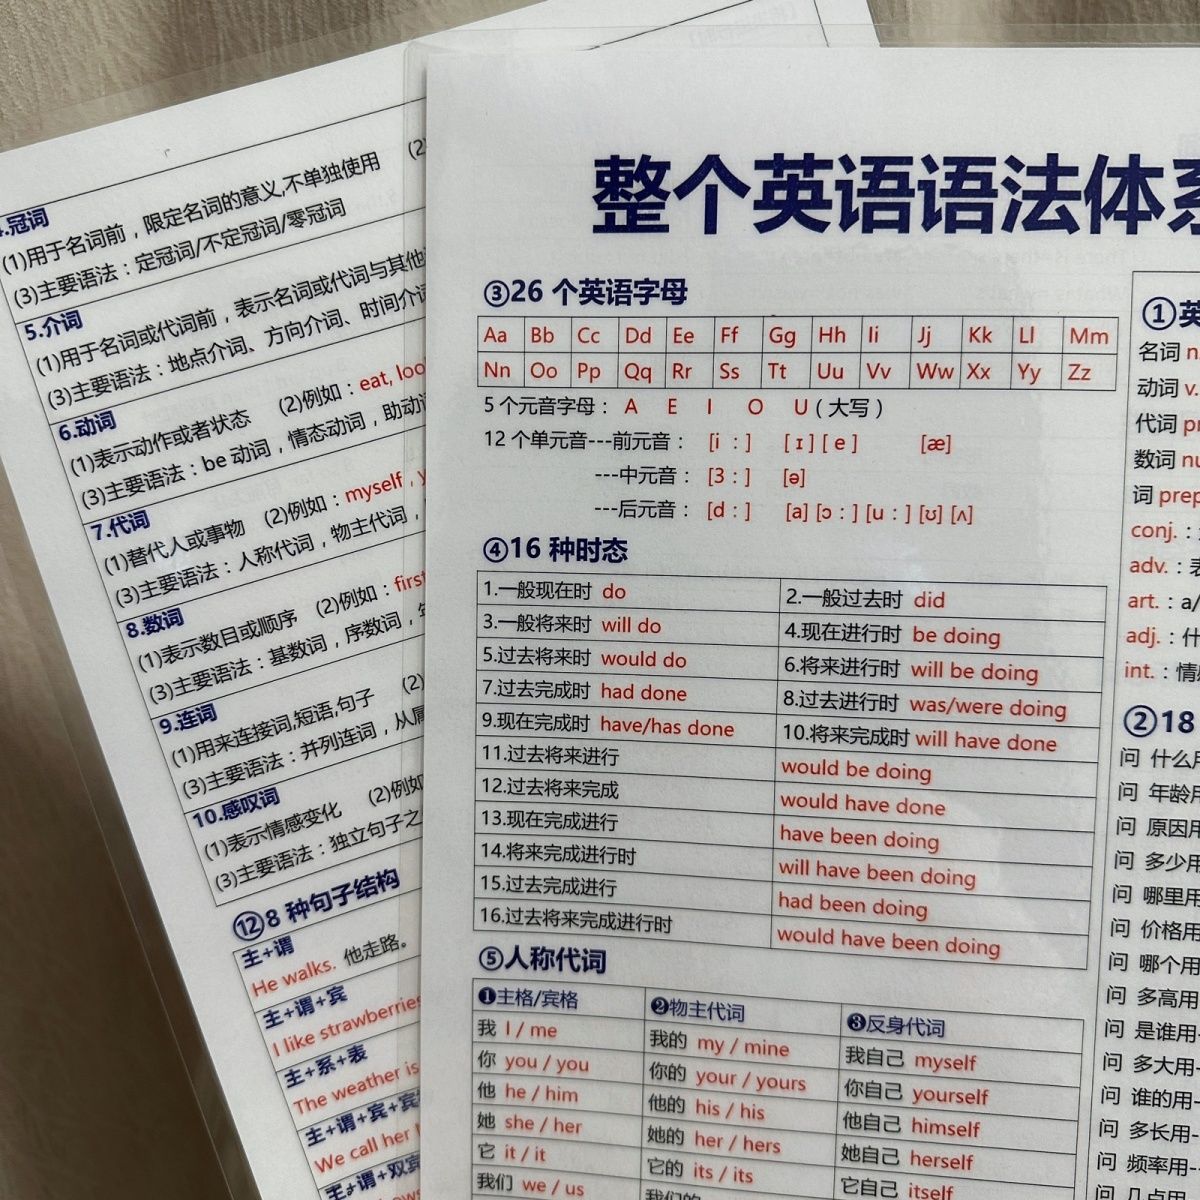 4.冠词
(1)用于名词前，限定名词的意义,不单独使用 (2)
(3)主要语法：定冠词/不定冠词/零冠词
5.介词
(1)用于名词或代词前，表示名词或代词与其他
(3)主要语法：地点介词、方向介词、时间介词
6.动词
(1)表示动作或者状态 (2)例如：eat, loo
(3)主要语法：be 动词，情态动词，助动词
7.代词
(1)替代人或事物 (2)例如：myself , y
(3)主要语法：人称代词，物主代词，
8.数词
(1)表示数目或顺序 (2)例如：first
(3)主要语法：基数词，序数词，
9.连词
(1)用来连接词,短语,句子 (2)
(3)主要语法：并列连词，从属
10.感叹词
(1)表示情感变化 (2)例如
(3)主要语法：独立句子之
⑫8 种句子结构
主+谓
He walks. 他走路。
主+谓+宾
I like strawberries
主+系+表
The weather is
主+谓+宾+宾
We call her
主+谓+双宾
整个英语语法体系
③26 个英语字母
Aa Bb Cc Dd Ee Ff Gg Hh Ii Jj Kk Ll Mm
Nn Oo Pp Qq Rr Ss Tt Uu Vv Ww Xx Yy Zz
5 个元音字母： A E I O U ( 大写 )
12 个单元音---前元音： [i：] [ɪ] [e] [æ]
---中元音： [3：] [ə]
---后元音： [d：] [a] [ɔ：] [u：] [ʊ] [ʌ]
④16 种时态
1.一般现在时 do 2.一般过去时 did
3.一般将来时 will do 4.现在进行时 be doing
5.过去将来时 would do 6.将来进行时 will be doing
7.过去完成时 had done 8.过去进行时 was/were doing
9.现在完成时 have/has done 10.将来完成时 will have done
11.过去将来进行 would be doing
12.过去将来完成 would have done
13.现在完成进行 have been doing
14.将来完成进行时 will have been doing
15.过去完成进行 had been doing
16.过去将来完成进行时 would have been doing
⑤人称代词
❶主格/宾格 ❷物主代词 ❸反身代词
我 I / me 我的 my / mine 我自己 myself
你 you / you 你的 your / yours 你自己 yourself
他 he / him 他的 his / his 他自己 himself
她 she / her 她的 her / hers 她自己 herself
它 it / it 它的 its / its 它自己 itself
我们 we / us 我们的
①英
名词 n
动词 v.
代词 pr
数词 nu
词 prep
conj.：
adv.：表
art.：a/
adj.：什
int.：情感
②18
问 什么用
问 年龄用
问 原因用
问 多少用
问 哪里用
问 价格用
问 哪个用
问 多高用
问 是谁用-
问 多大用-
问 谁的用-
问 多长用-
问 频率用-
问 几点用